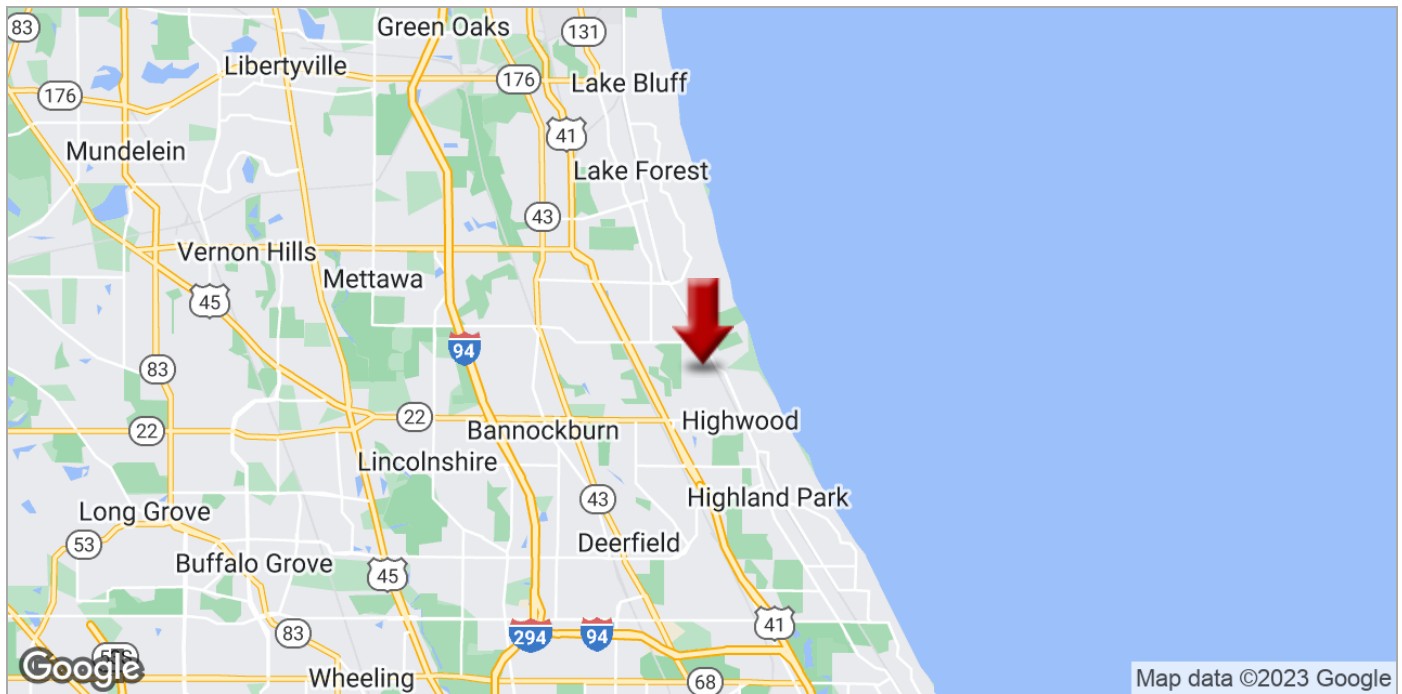 83
Green Oaks
131
Libertyville
176
Lake Bluff
176
41
Mundelein
Lake Forest
43
Vernon Hills
Mettawa
45
94
83
22
Highwood
22
Bannockburn
Lincolnshire
43
Highland Park
Long Grove
53
Deerfield
Buffalo Grove
45
83
294
94
41
Wheeling
68
Google
Map data ©2023 Google